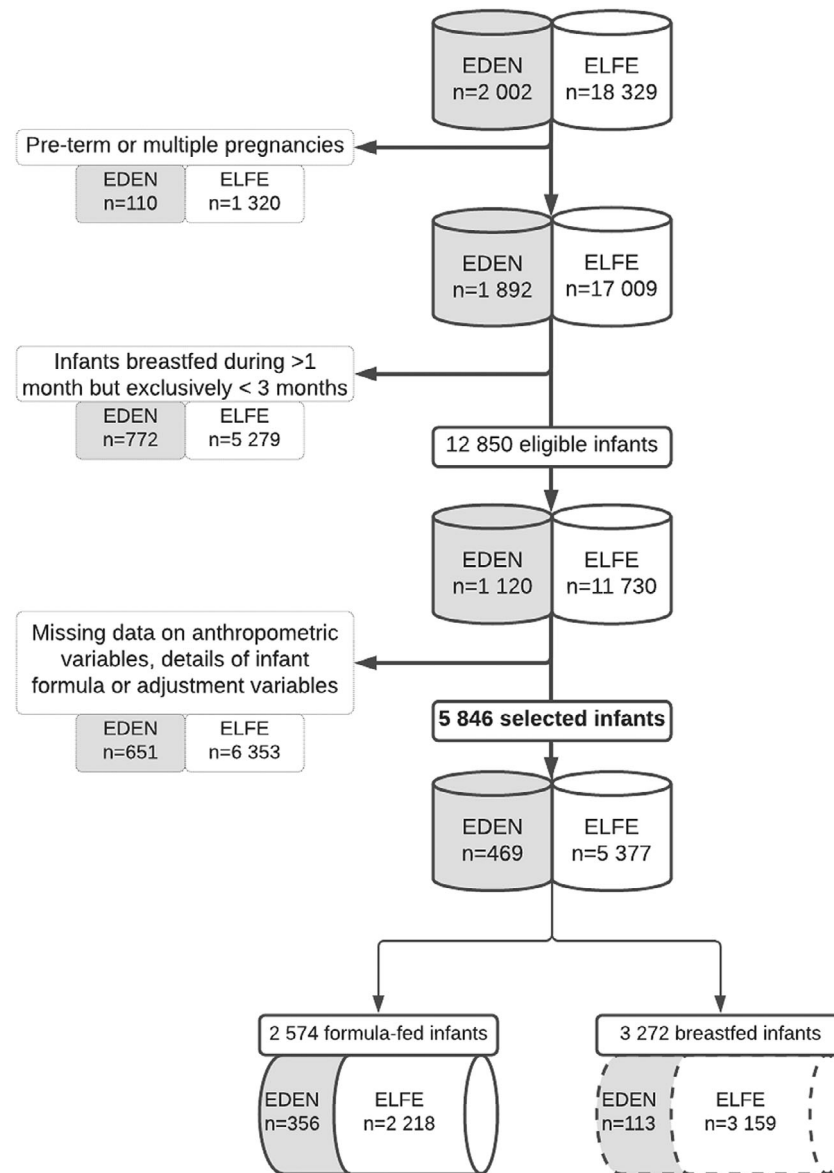 EDEN
n=2 002
ELFE
n=18 329
Pre-term or multiple pregnancies
EDEN
n=110
ELFE
n=1 320
EDEN
n=1 892
ELFE
n=17 009
Infants breastfed during >1
month but exclusively < 3 months
EDEN
n=772
ELFE
n=5 279
12 850 eligible infants
EDEN
n=1 120
ELFE
n=11 730
Missing data on anthropometric
variables, details of infant
formula or adjustment variables
EDEN
n=651
ELFE
n=6 353
5 846 selected infants
EDEN
n=469
ELFE
n=5 377
2 574 formula-fed infants
EDEN
n=356
ELFE
n=2 218
3 272 breastfed infants
EDEN
n=113
ELFE
n=3 159